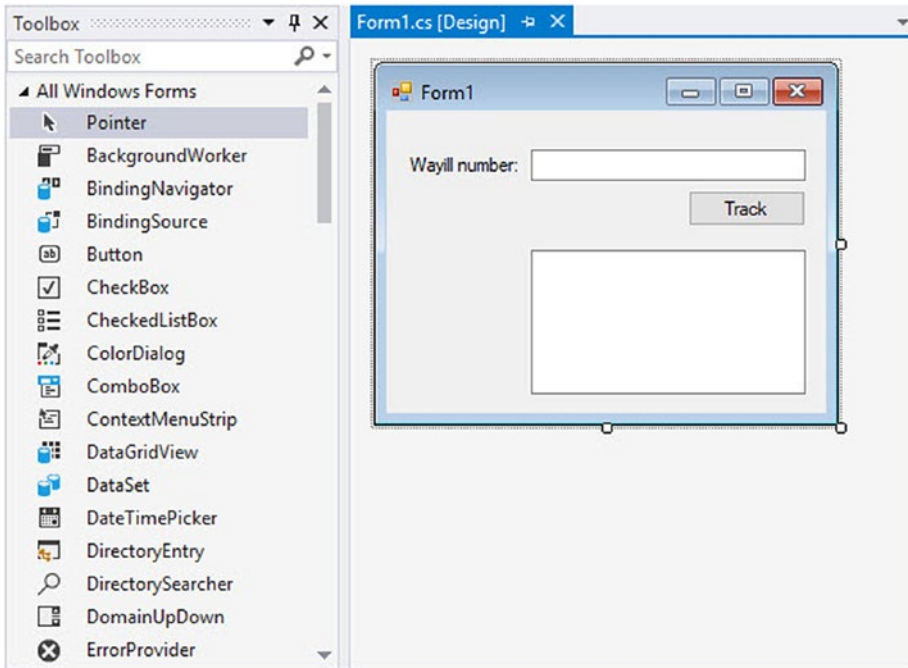 Toolbox
Search Toolbox
All Windows Forms
Pointer
BackgroundWorker
BindingNavigator
BindingSource
ab Button
CheckBox
CheckedListBox
ColorDialog
ComboBox
ContextMenuStrip
DataGridView
DataSet
DateTimePicker
DirectoryEntry
DirectorySearcher
DomainUpDown
ErrorProvider
Form1.cs [Design]
Form1
Wayill number:
Track